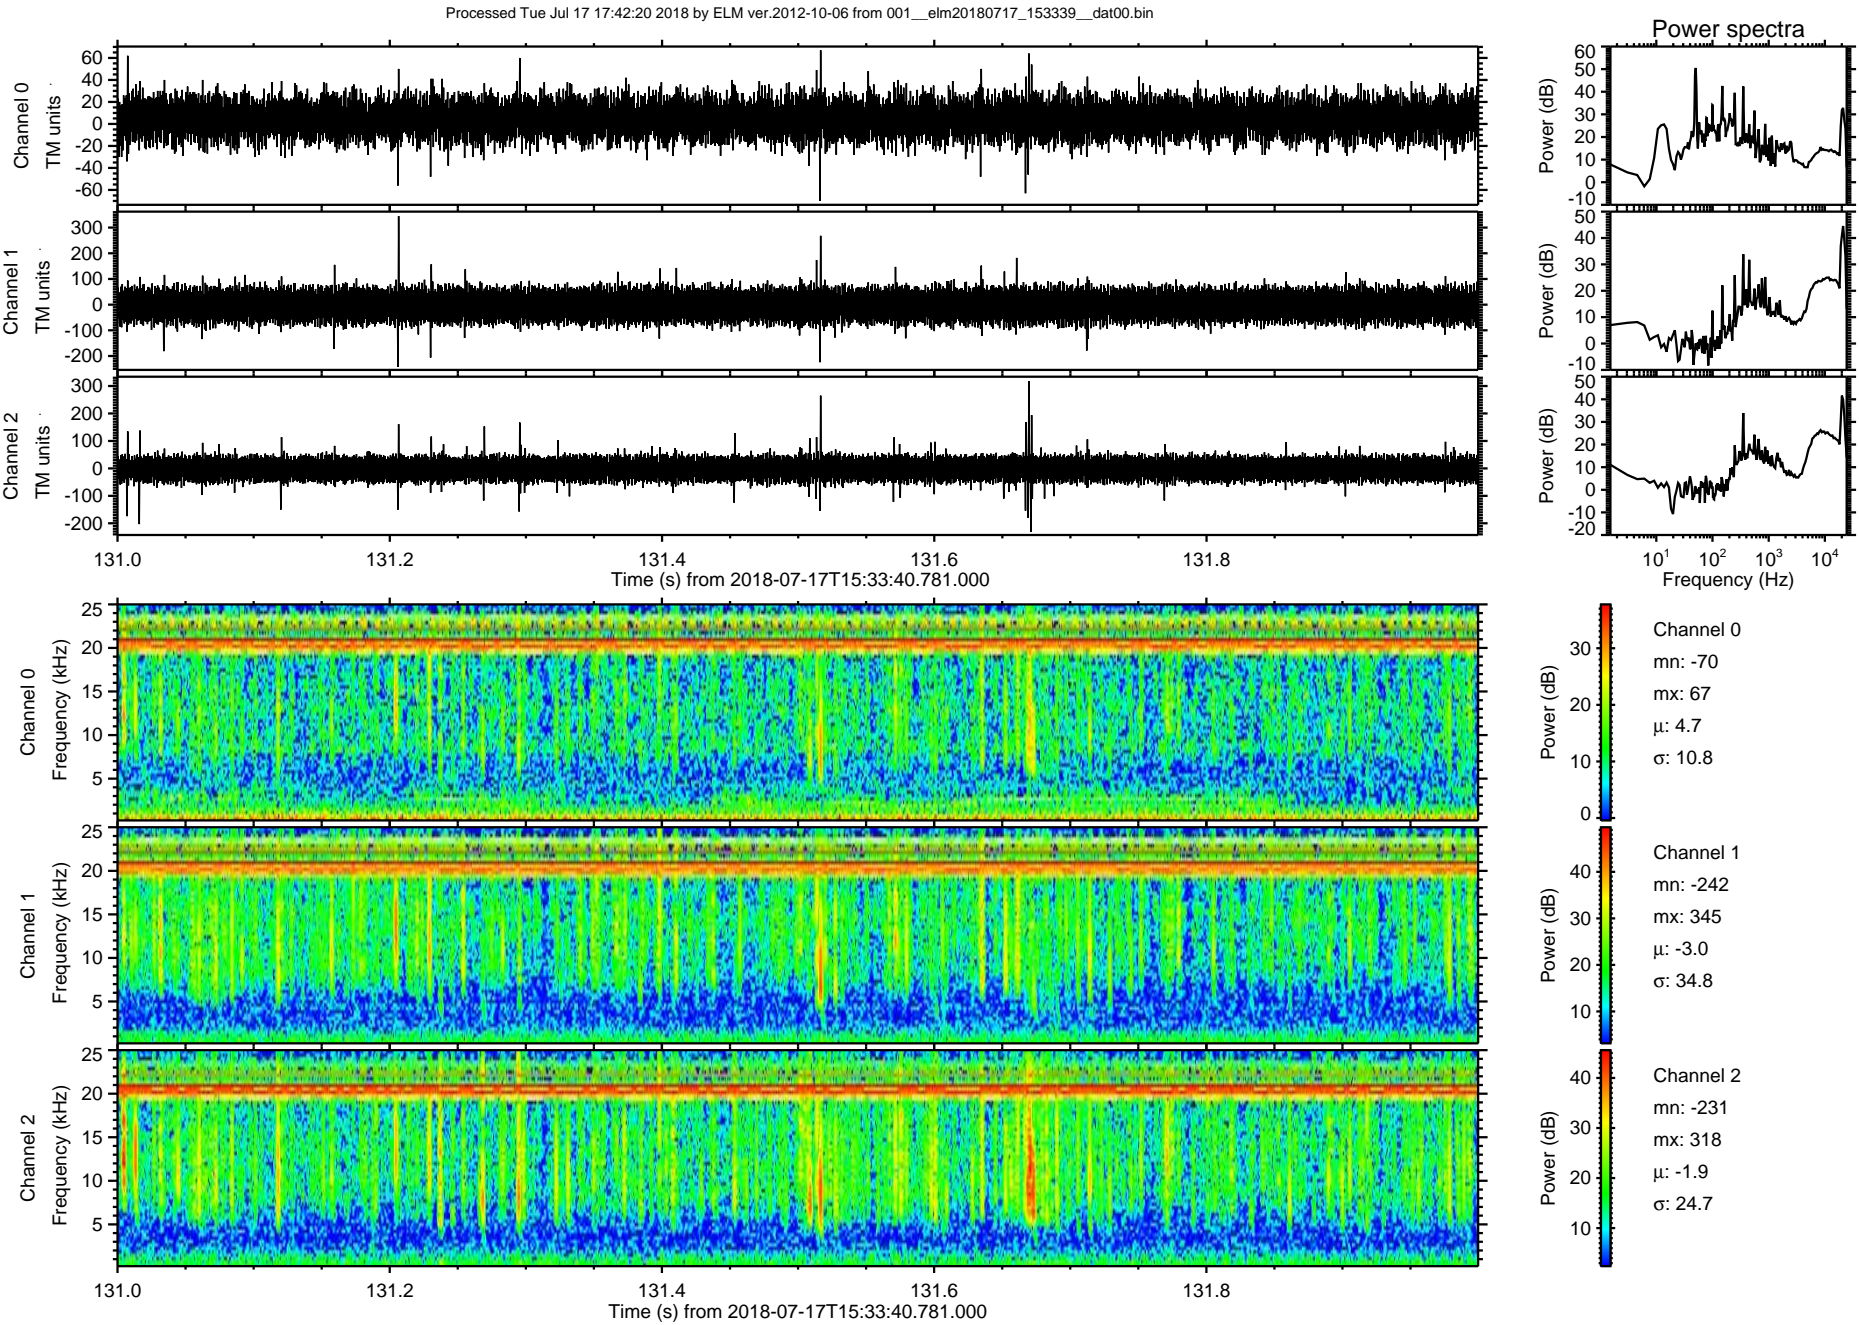 Processed Tue Jul 17 17:42:20 2018 by ELM ver.2012-10-06 from 001__elm20180717_153339__dat00.bin
Power spectra
Channel 0
TM units
60
40
20
0
-20
-40
-60
Power (dB)
60
50
40
30
20
10
0
-10
Channel 1
TM units
300
200
100
0
-100
-200
Power (dB)
50
40
30
20
10
0
-10
Channel 2
TM units
300
200
100
0
-100
-200
Power (dB)
50
40
30
20
10
0
-10
-20
131.0 131.2 131.4 131.6 131.8
Time (s) from 2018-07-17T15:33:40.781.000
10^1 10^2 10^3 10^4
Frequency (Hz)
Channel 0
Frequency (kHz)
25
20
15
10
5
Power (dB)
30
20
10
0
Channel 0
mn: -70
mx: 67
μ: 4.7
σ: 10.8
Channel 1
Frequency (kHz)
25
20
15
10
5
Power (dB)
40
30
20
10
Channel 1
mn: -242
mx: 345
μ: -3.0
σ: 34.8
Channel 2
Frequency (kHz)
25
20
15
10
5
Power (dB)
40
30
20
10
Channel 2
mn: -231
mx: 318
μ: -1.9
σ: 24.7
131.0 131.2 131.4 131.6 131.8
Time (s) from 2018-07-17T15:33:40.781.000